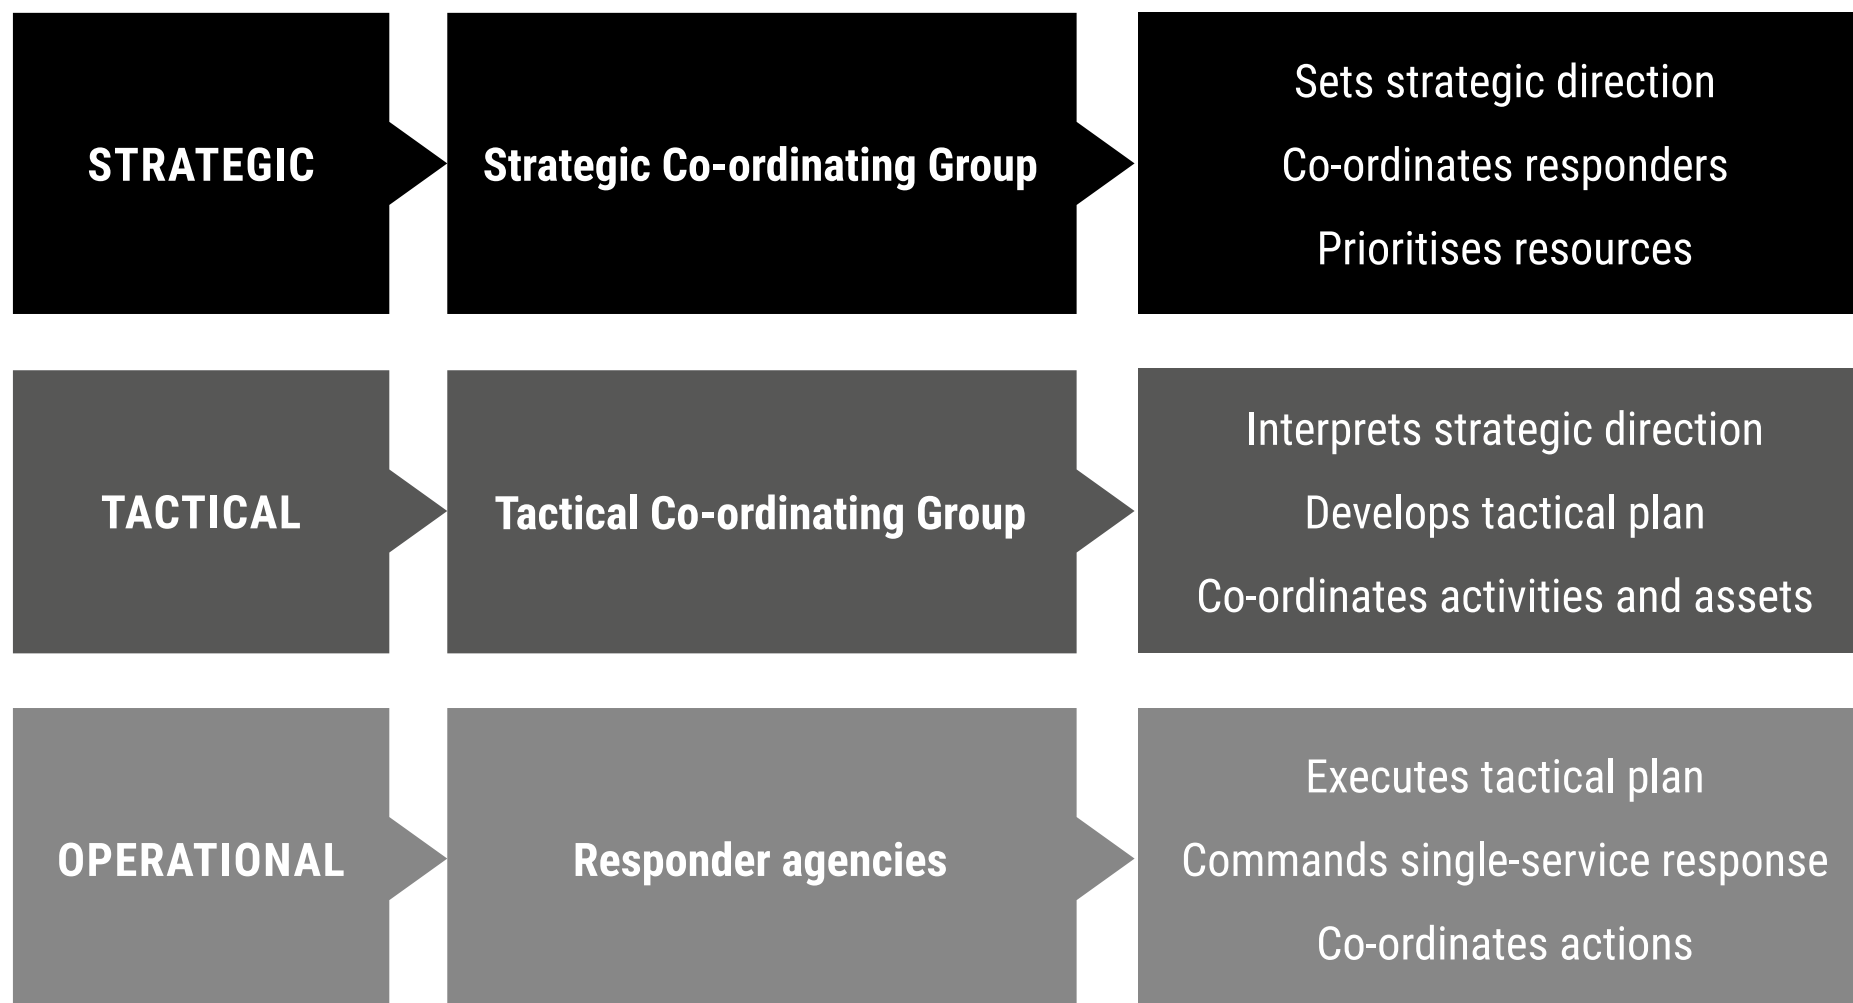 STRATEGIC
Strategic Co-ordinating Group
Sets strategic direction
Co-ordinates responders
Prioritises resources
TACTICAL
Tactical Co-ordinating Group
Interprets strategic direction
Develops tactical plan
Co-ordinates activities and assets
OPERATIONAL
Responder agencies
Executes tactical plan
Commands single-service response
Co-ordinates actions